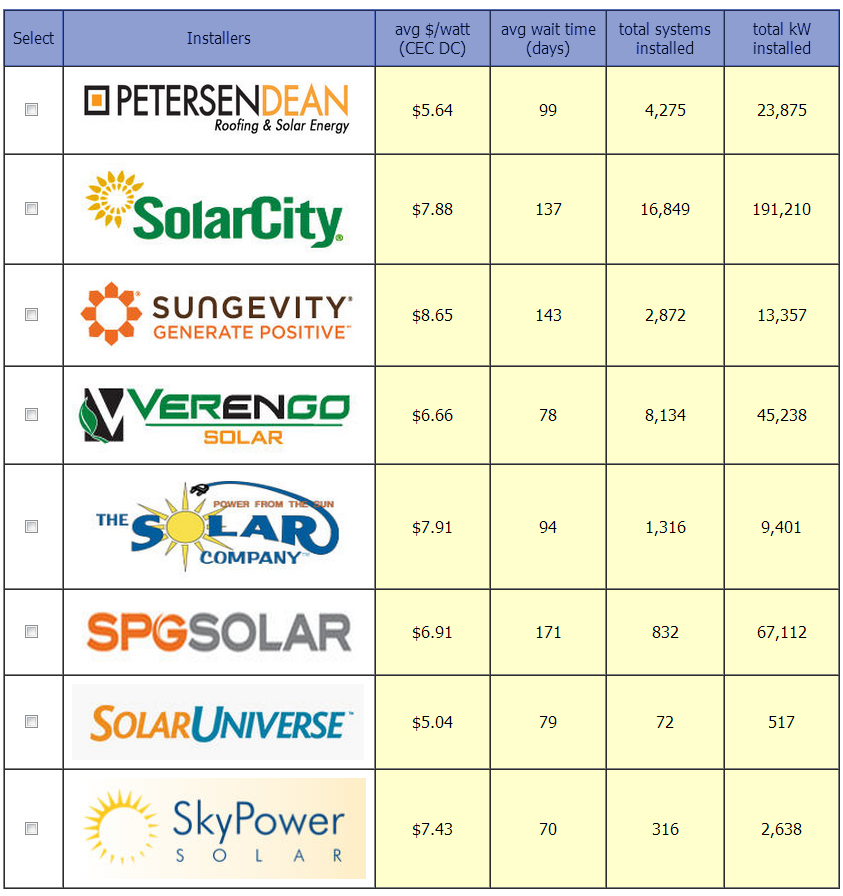 Select Installers avg $/watt (CEC DC) avg wait time (days) total systems installed total kW installed
PETERSENDEAN
Roofing & Solar Energy
$5.64 99 4,275 23,875
SolarCity®
$7.88 137 16,849 191,210
SUNGEVITY®
GENERATE POSITIVE™
$8.65 143 2,872 13,357
VERENGO
SOLAR
$6.66 78 8,134 45,238
POWER FROM THE SUN
THE SOLAR
COMPANY™
$7.91 94 1,316 9,401
SPGSOLAR
$6.91 171 832 67,112
SOLARUNIVERSE™
$5.04 79 72 517
SkyPower
SOLAR
$7.43 70 316 2,638